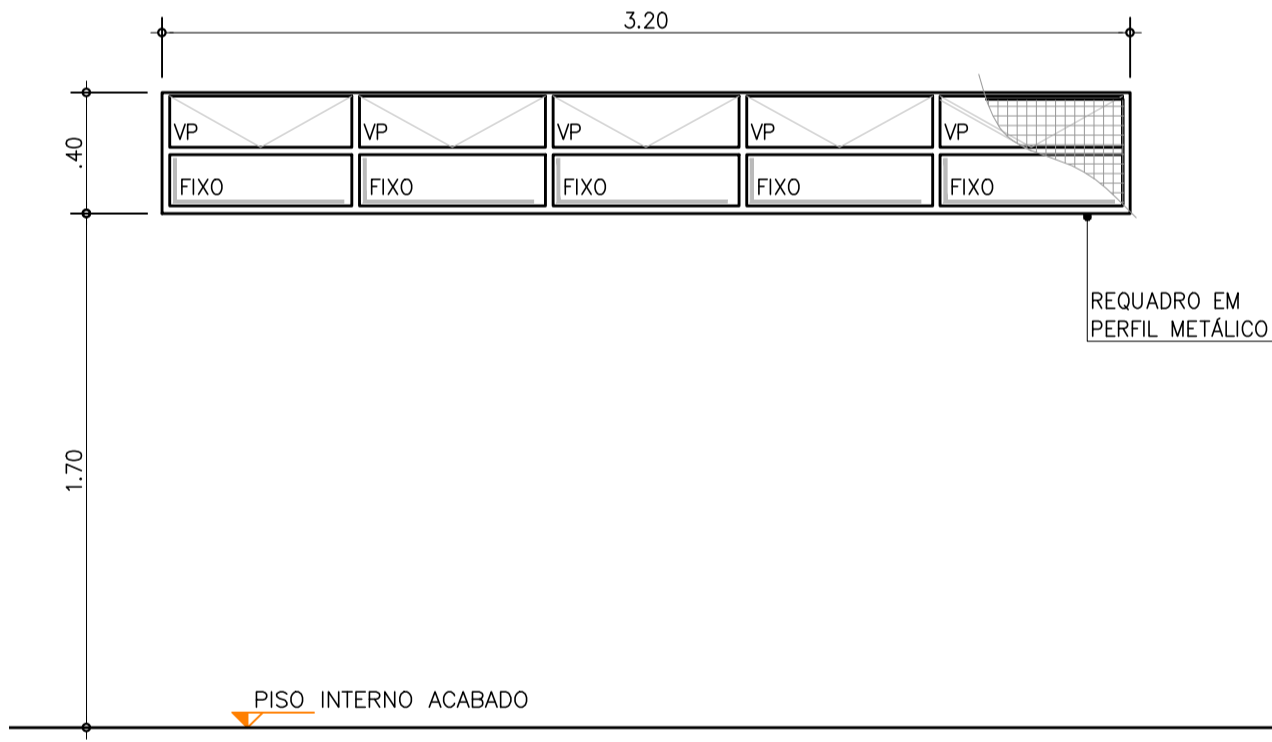 3.20
.40
VP VP VP VP VP
FIXO FIXO FIXO FIXO FIXO
REQUADRO EM
PERFIL METÁLICO
1.70
PISO INTERNO ACABADO